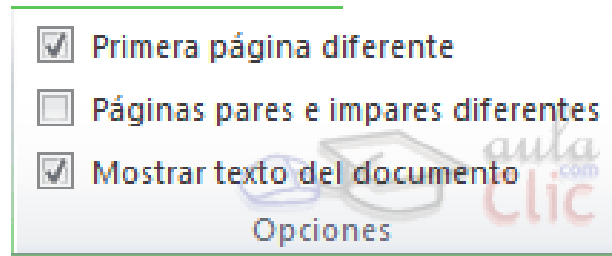 Primera página diferente
Páginas pares e impares diferentes
Mostrar texto del documento
Opciones
aula
.com
Clic